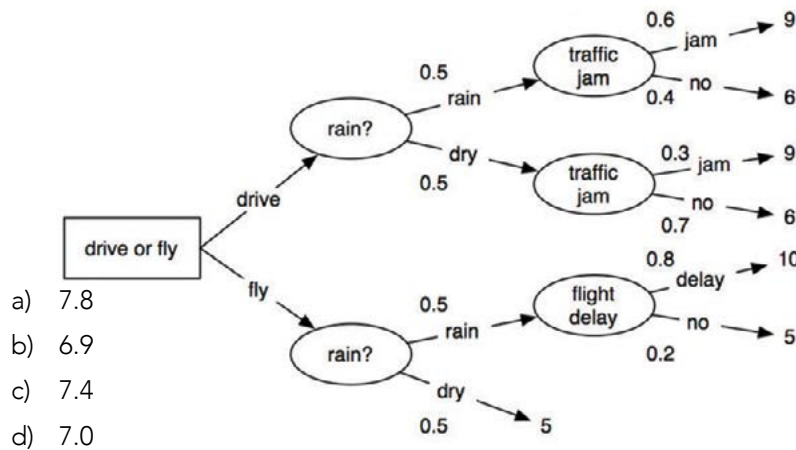 0.6 jam 9
traffic jam
0.5 rain
0.4 no 6
rain?
dry 0.5
0.3 jam 9
traffic jam
no 0.7 6
drive
drive or fly
fly
0.8 delay 10
0.5 rain
flight delay
no 0.2 5
rain?
dry 0.5 5
a) 7.8
b) 6.9
c) 7.4
d) 7.0